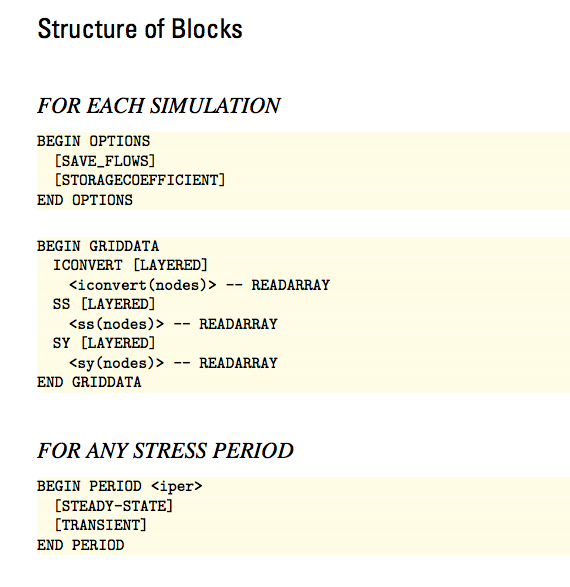 Structure of Blocks
FOR EACH SIMULATION
BEGIN OPTIONS
[SAVE_FLOWS]
[STORAGECOEFFICIENT]
END OPTIONS
BEGIN GRIDDATA
ICONVERT [LAYERED]
<iconvert(nodes)> -- READARRAY
SS [LAYERED]
<ss(nodes)> -- READARRAY
SY [LAYERED]
<sy(nodes)> -- READARRAY
END GRIDDATA
FOR ANY STRESS PERIOD
BEGIN PERIOD <iper>
[STEADY-STATE]
[TRANSIENT]
END PERIOD